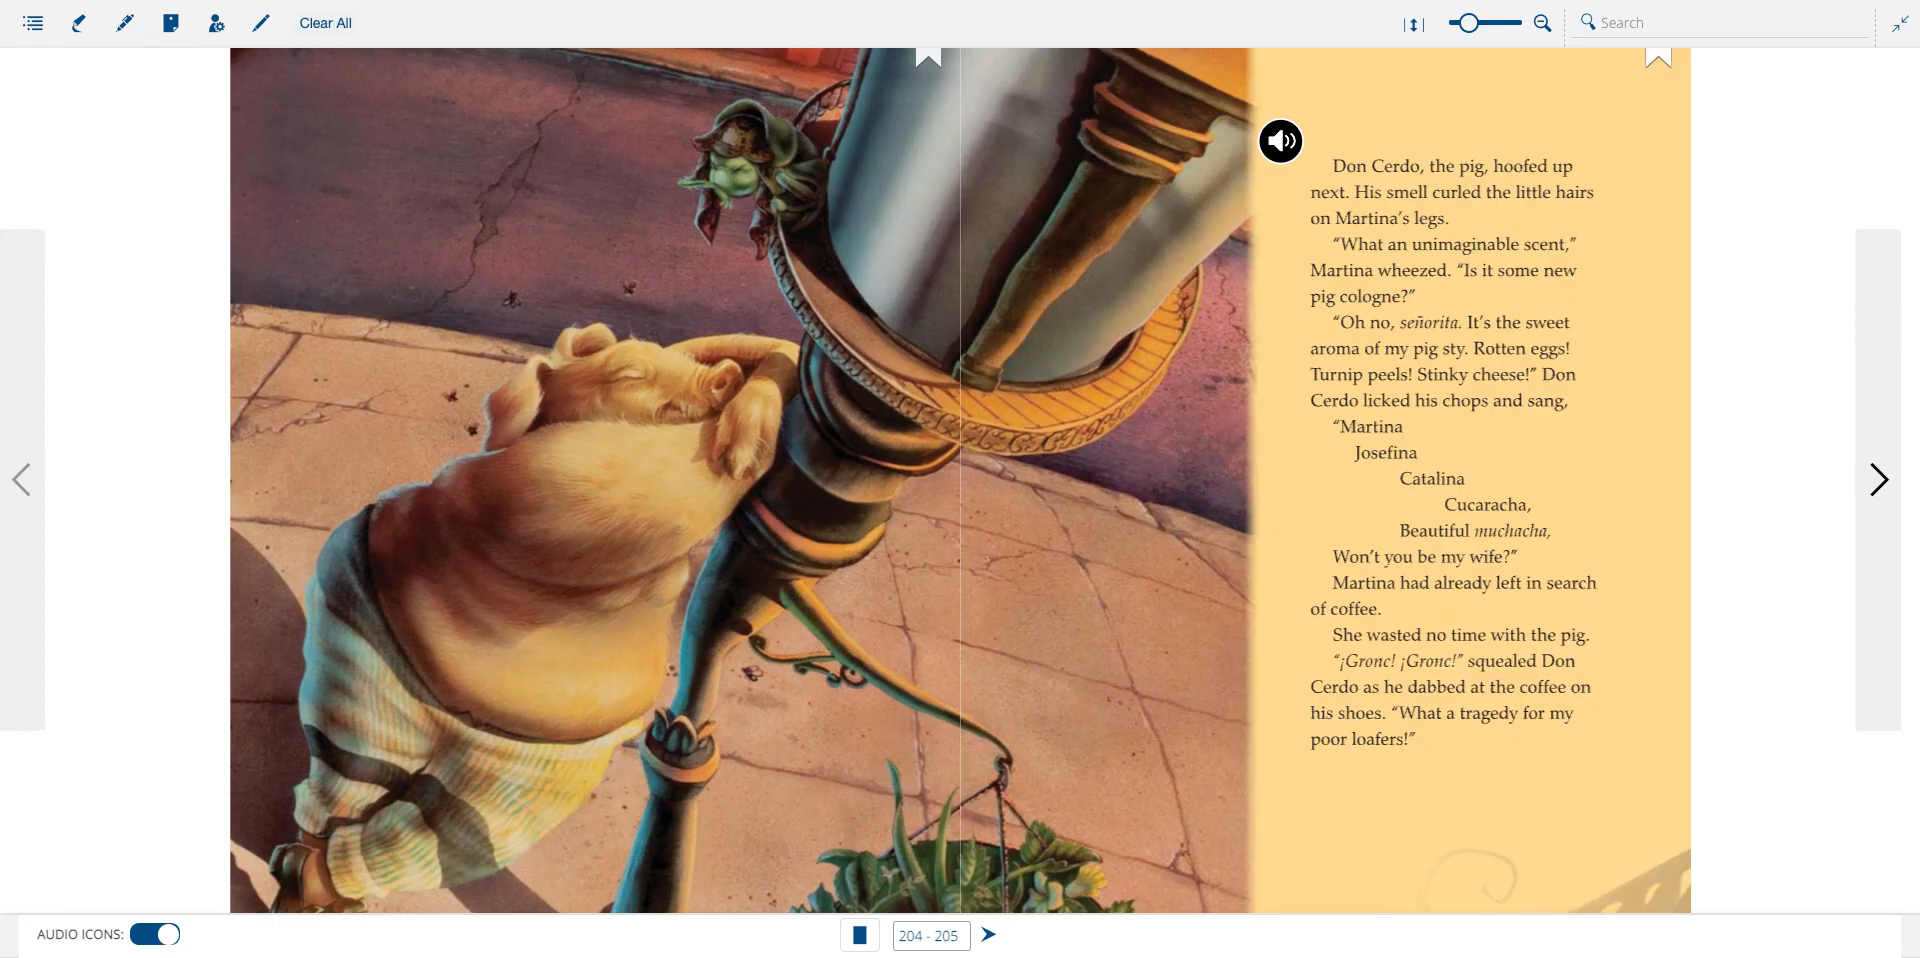 Clear All
Search
Don Cerdo, the pig, hoofed up
next. His smell curled the little hairs
on Martina’s legs.
“What an unimaginable scent,”
Martina wheezed. “Is it some new
pig cologne?”
“Oh no, señorita. It’s the sweet
aroma of my pig sty. Rotten eggs!
Turnip peels! Stinky cheese!” Don
Cerdo licked his chops and sang,
“Martina
Josefina
Catalina
Cucaracha,
Beautiful muchacha,
Won’t you be my wife?”
Martina had already left in search
of coffee.
She wasted no time with the pig.
“¡Gronc! ¡Gronc!” squealed Don
Cerdo as he dabbed at the coffee on
his shoes. “What a tragedy for my
poor loafers!”
AUDIO ICONS:
204 - 205